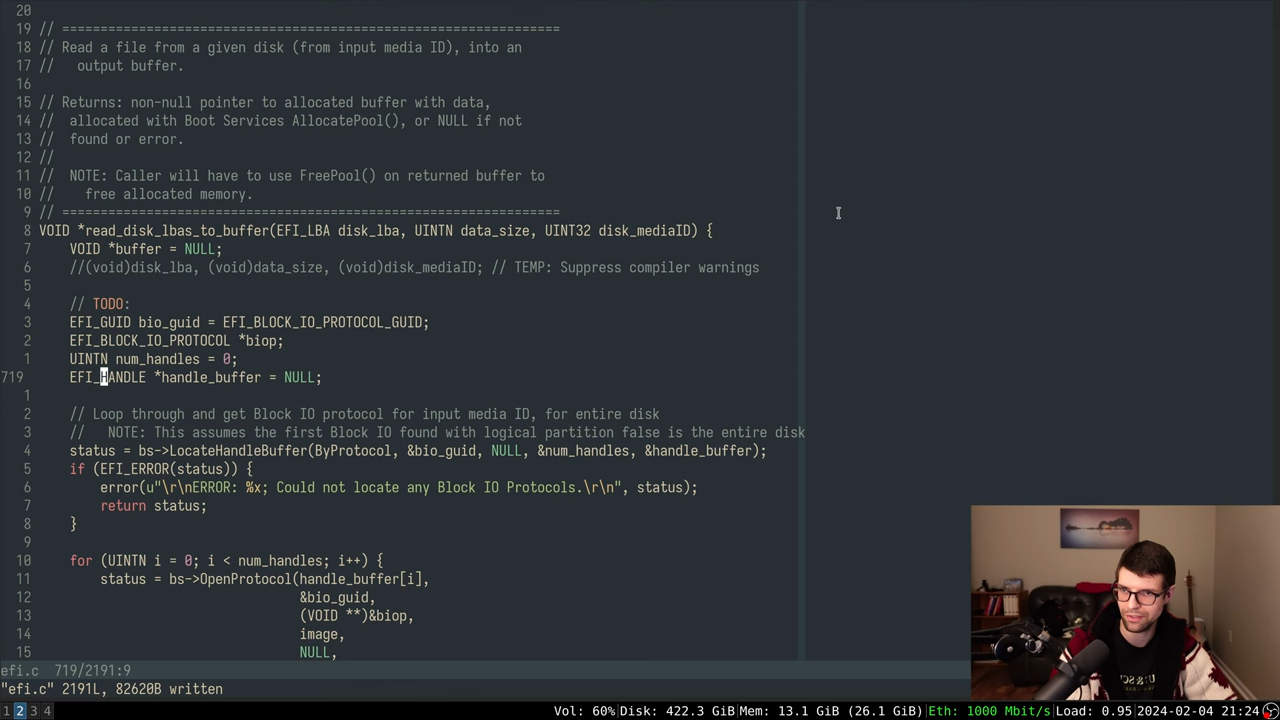 20
19 // =================================================================
18 // Read a file from a given disk (from input media ID), into an
17 //   output buffer.
16
15 // Returns: non-null pointer to allocated buffer with data,
14 //  allocated with Boot Services AllocatePool(), or NULL if not
13 //  found or error.
12 //
11 //  NOTE: Caller will have to use FreePool() on returned buffer to
10 //    free allocated memory.
9 // =================================================================
8 VOID *read_disk_lbas_to_buffer(EFI_LBA disk_lba, UINTN data_size, UINT32 disk_mediaID) {
7     VOID *buffer = NULL;
6     //(void)disk_lba, (void)data_size, (void)disk_mediaID; // TEMP: Suppress compiler warnings
5
4     // TODO:
3     EFI_GUID bio_guid = EFI_BLOCK_IO_PROTOCOL_GUID;
2     EFI_BLOCK_IO_PROTOCOL *biop;
1     UINTN num_handles = 0;
719     EFI_HANDLE *handle_buffer = NULL;
1
2     // Loop through and get Block IO protocol for input media ID, for entire disk
3     //   NOTE: This assumes the first Block IO found with logical partition false is the entire disk
4     status = bs->LocateHandleBuffer(ByProtocol, &bio_guid, NULL, &num_handles, &handle_buffer);
5     if (EFI_ERROR(status)) {
6         error(u"\r\nERROR: %x; Could not locate any Block IO Protocols.\r\n", status);
7         return status;
8     }
9
10     for (UINTN i = 0; i < num_handles; i++) {
11         status = bs->OpenProtocol(handle_buffer[i],
12                                   &bio_guid,
13                                   (VOID **)&biop,
14                                   image,
15                                   NULL,
efi.c  719/2191:9
"efi.c" 2191L, 82620B written
1 2 3 4 Vol: 60%|Disk: 422.3 GiB|Mem: 13.1 GiB (26.1 GiB)|Eth: 1000 Mbit/s|Load: 0.95|2024-02-04 21:24